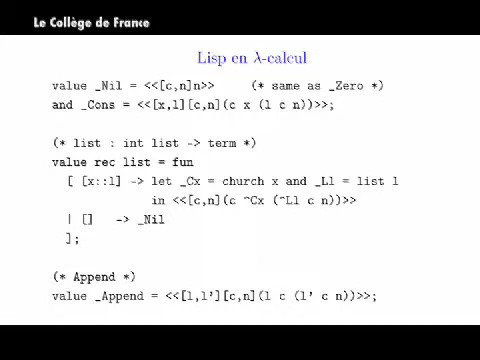 Le Collège de France
Lisp en λ-calcul
value _Nil = <<[c,n]n>> (* same as _Zero *)
and _Cons = <<[x,l][c,n](c x (l c n))>>;
(* list : int list -> term *)
value rec list = fun
[ [x::l] -> let _Cx = church x and _Ll = list l
in <<[c,n](c ^Cx (^Ll c n))>>
| [] -> _Nil
];
(* Append *)
value _Append = <<[l,l'][c,n](l c (l' c n))>>;